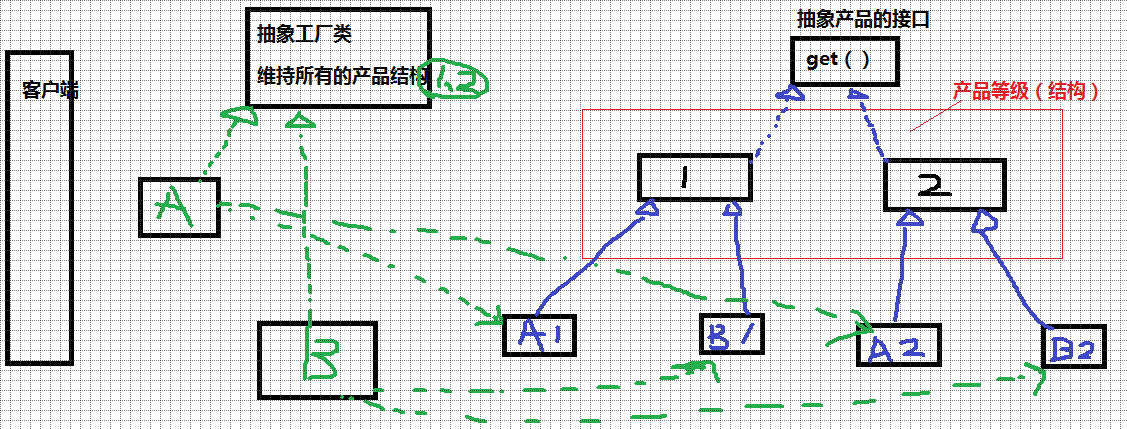 客户端
抽象工厂类
维持所有的产品结构
1,2
抽象产品的接口
get（）
产品等级（结构）
1
2
A
B
A1
B1
A2
B2